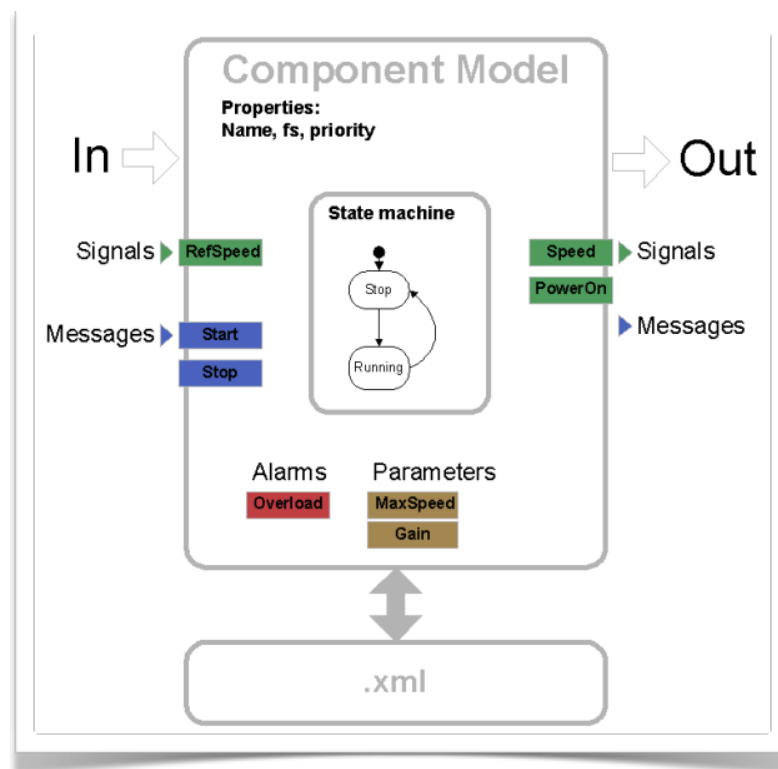 Component Model
Properties:
Name, fs, priority
In
Out
State machine
Signals
RefSpeed
Stop
Speed
Signals
PowerOn
Messages
Start
Messages
Stop
Running
Alarms
Parameters
Overload
MaxSpeed
Gain
.xml